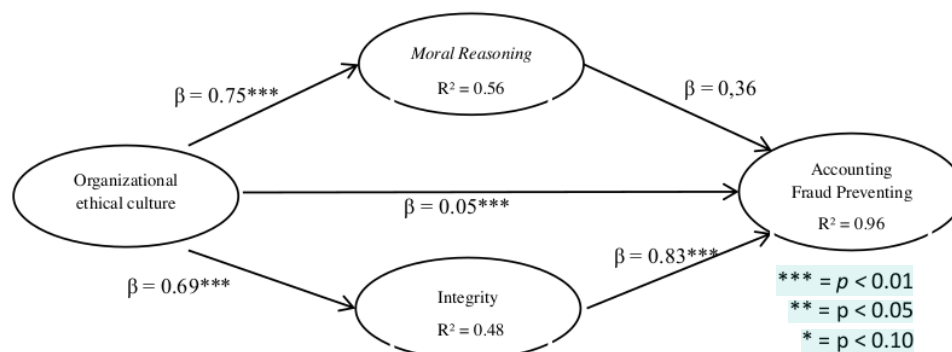 Moral Reasoning
R² = 0.56
β = 0.75***
β = 0,36
Organizational
ethical culture
β = 0.05***
Accounting
Fraud Preventing
R² = 0.96
β = 0.69***
β = 0.83***
Integrity
R² = 0.48
*** = p < 0.01
** = p < 0.05
* = p < 0.10